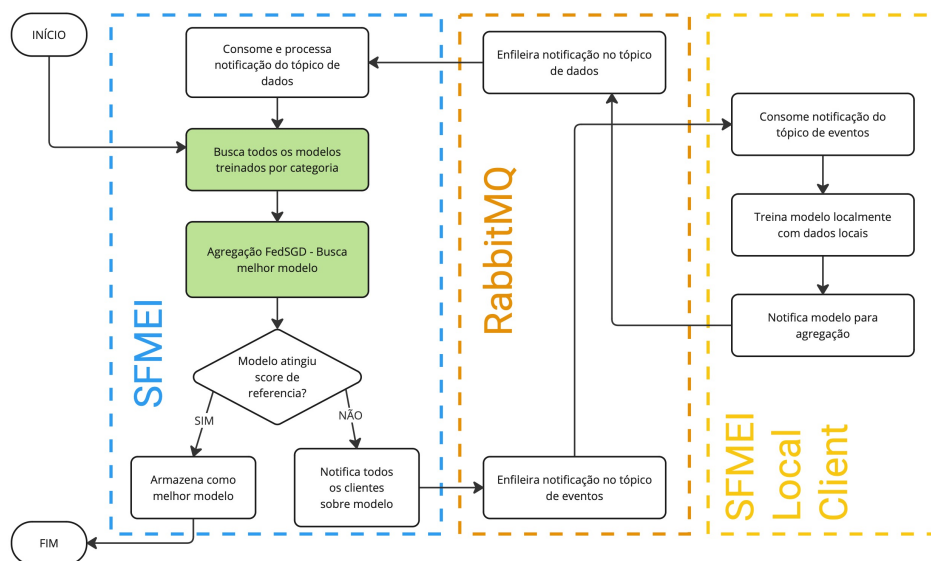 INÍCIO
Consome e processa
notificação do tópico de
dados
Busca todos os modelos
treinados por categoria
Agregação FedSGD - Busca
melhor modelo
Modelo atingiu
score de
referencia?
SIM
NÃO
Armazena como
melhor modelo
Notifica todos
os clientes
sobre modelo
FIM
SFMEI
Enfileira notificação no tópico
de dados
RabbitMQ
Enfileira notificação no tópico
de eventos
Consome notificação do
tópico de eventos
Treina modelo localmente
com dados locais
Notifica modelo para
agregação
SFMEI
Local
Client